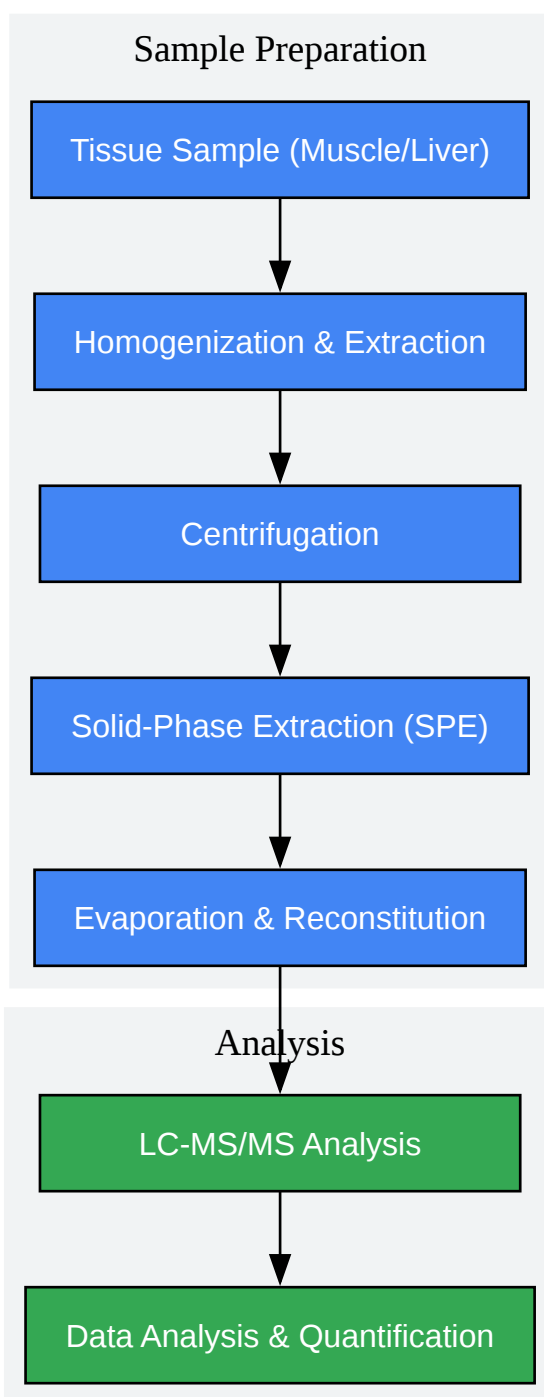 Sample Preparation
Tissue Sample (Muscle/Liver)
Homogenization & Extraction
Centrifugation
Solid-Phase Extraction (SPE)
Evaporation & Reconstitution
Analysis
LC-MS/MS Analysis
Data Analysis & Quantification